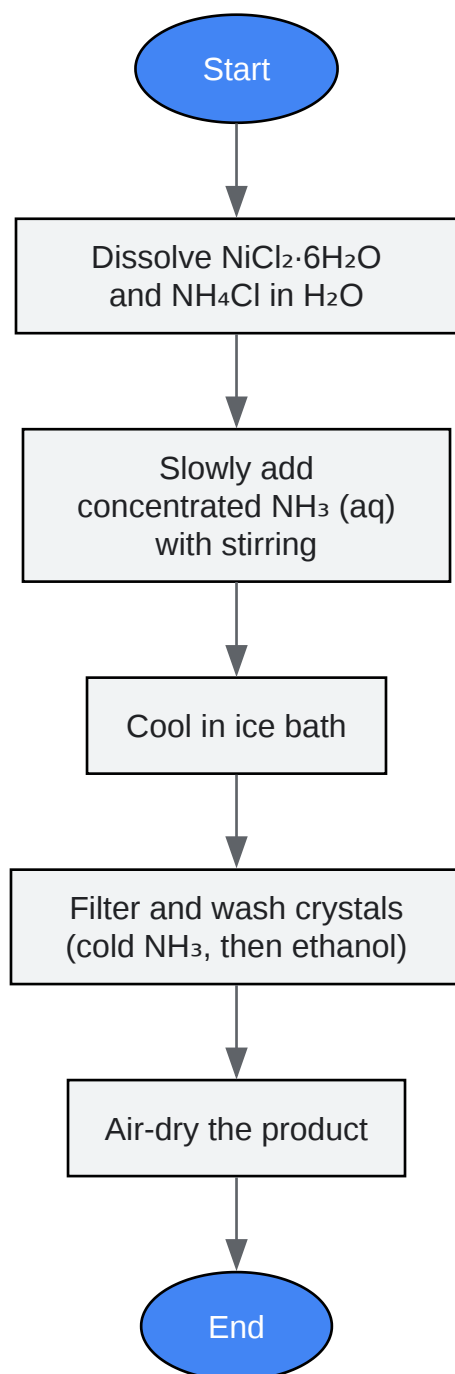 Start
Dissolve NiCl₂·6H₂O
and NH₄Cl in H₂O
Slowly add
concentrated NH₃ (aq)
with stirring
Cool in ice bath
Filter and wash crystals
(cold NH₃, then ethanol)
Air-dry the product
End